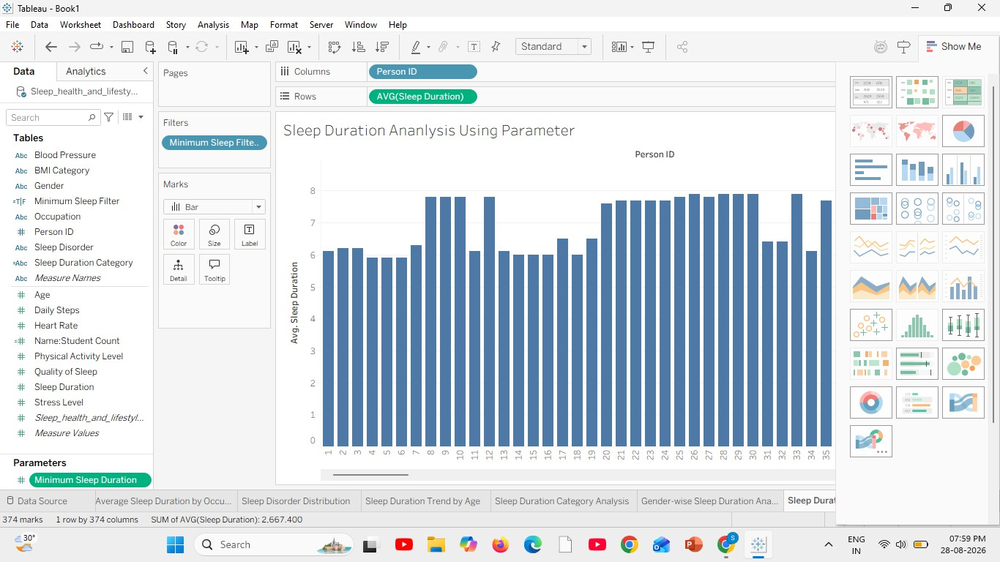 Tableau - Book1
File Data Worksheet Dashboard Story Analysis Map Format Server Window Help
Standard
Show Me
Data Analytics
Sleep_health_and_lifesty...
Search
Tables
Abc Blood Pressure
Abc BMI Category
Abc Gender
=T|F Minimum Sleep Filter
Abc Occupation
# Person ID
Abc Sleep Disorder
=Abc Sleep Duration Category
Abc Measure Names
# Age
# Daily Steps
# Heart Rate
=# Name:Student Count
# Physical Activity Level
# Quality of Sleep
# Sleep Duration
# Stress Level
# Sleep_health_and_lifestyl...
# Measure Values
Parameters
# Minimum Sleep Duration
Pages
Filters
Minimum Sleep Filte..
Marks
Bar
Color Size Label
Detail Tooltip
Columns Person ID
Rows AVG(Sleep Duration)
Sleep Duration Ananlysis Using Parameter
Person ID
Avg. Sleep Duration
8
7
6
5
4
3
2
1
0
1 2 3 4 5 6 7 8 9 10 11 12 13 14 15 16 17 18 19 20 21 22 23 24 25 26 27 28 29 30 31 32 33 34 35
Data Source Average Sleep Duration by Occu... Sleep Disorder Distribution Sleep Duration Trend by Age Sleep Duration Category Analysis Gender-wise Sleep Duration Ana... Sleep Durat
374 marks 1 row by 374 columns SUM of AVG(Sleep Duration): 2,667.400
30°
Search
S
ENG
IN
07:59 PM
28-08-2026